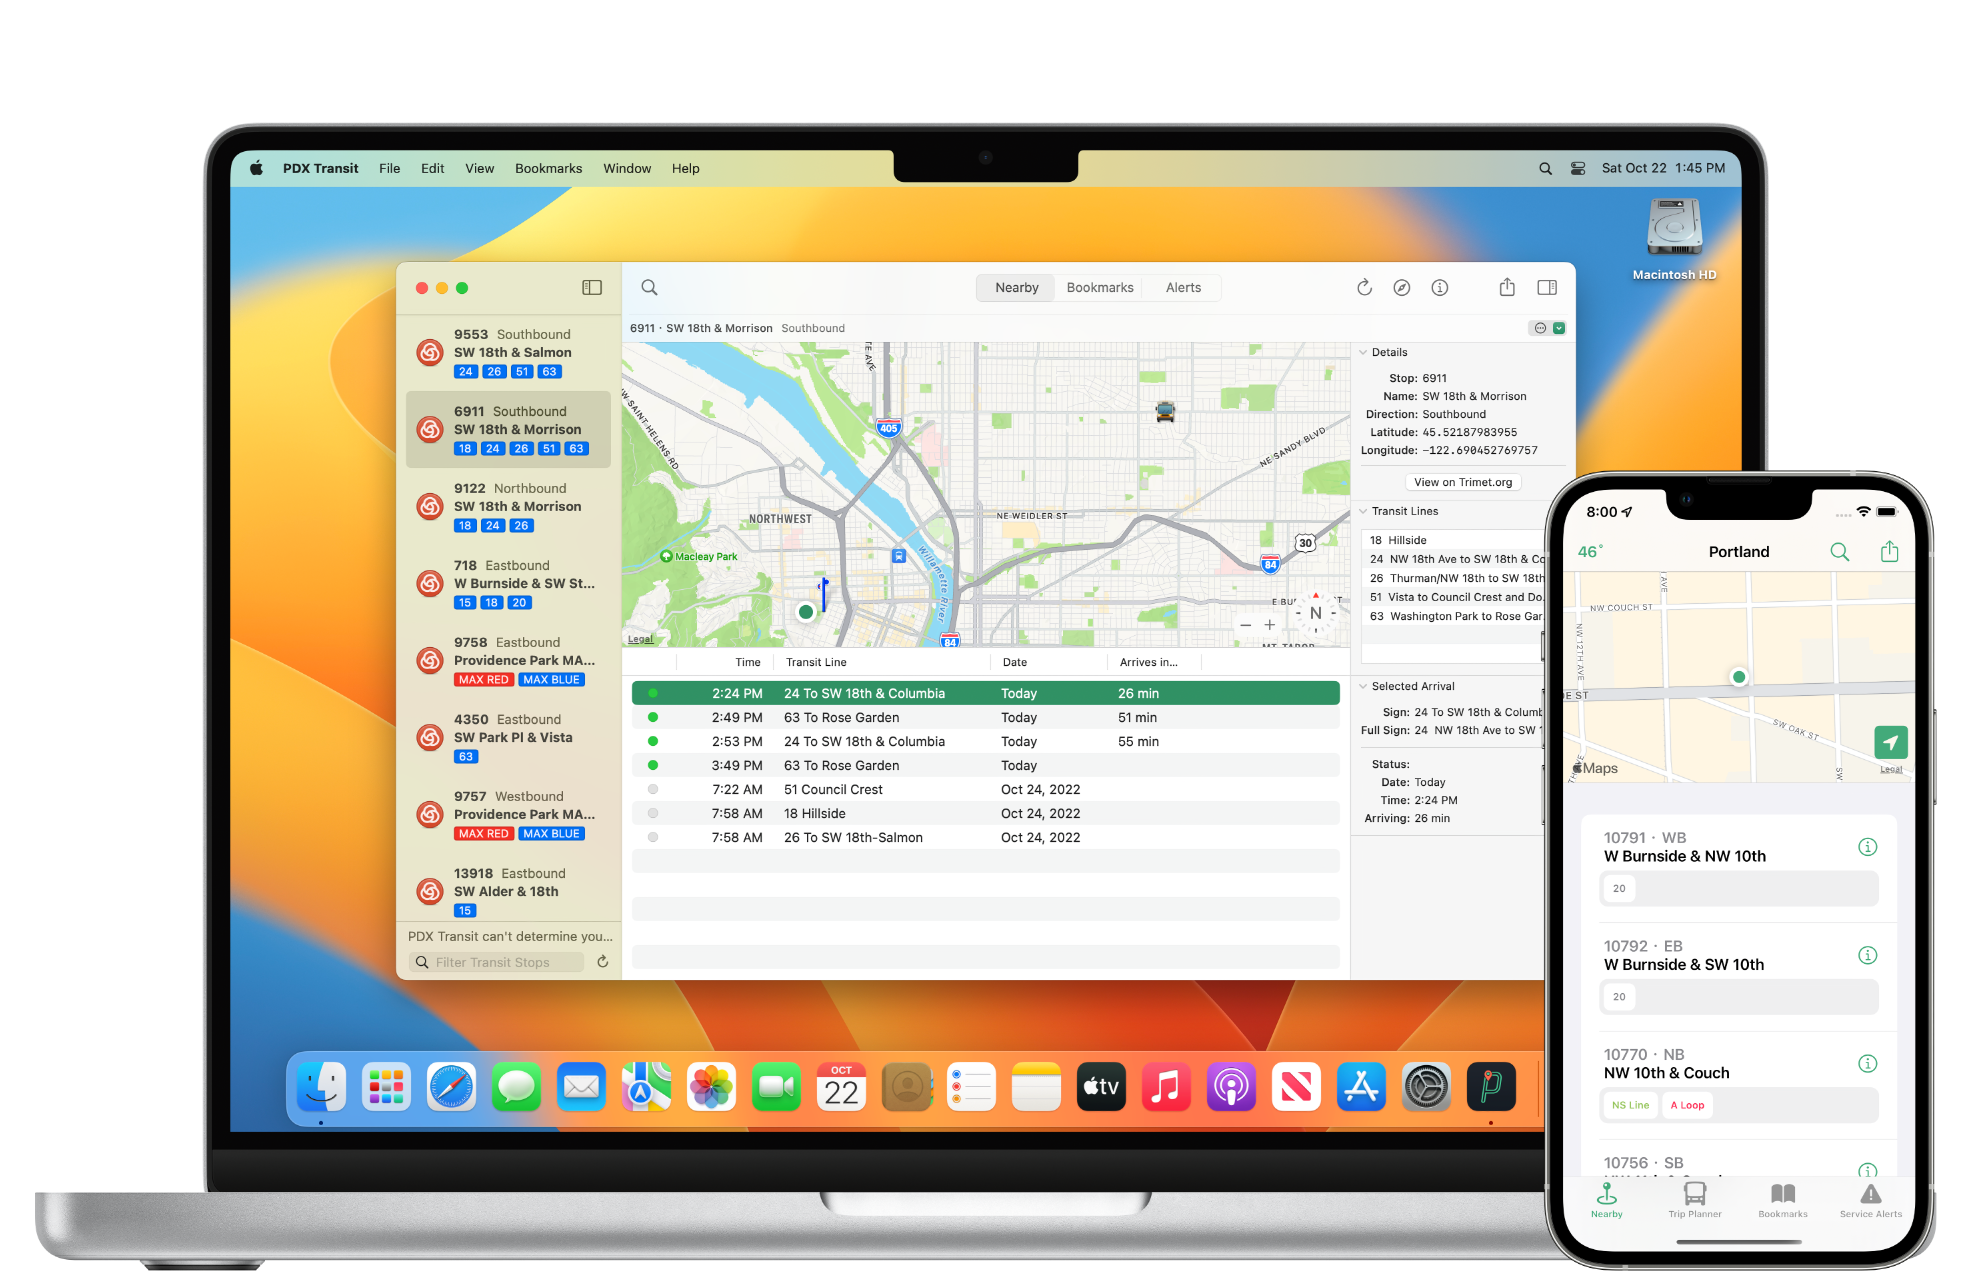 PDX Transit File Edit View Bookmarks Window Help
Sat Oct 22 1:45 PM
Macintosh HD
Nearby Bookmarks Alerts
9553 Southbound
SW 18th & Salmon
24 26 51 63
6911 Southbound
SW 18th & Morrison
18 24 26 51 63
9122 Northbound
SW 18th & Morrison
18 24 26
718 Eastbound
W Burnside & SW St...
15 18 20
9758 Eastbound
Providence Park MA...
MAX RED MAX BLUE
4350 Eastbound
SW Park Pl & Vista
63
9757 Westbound
Providence Park MA...
MAX RED MAX BLUE
13918 Eastbound
SW Alder & 18th
15
PDX Transit can't determine you...
Filter Transit Stops
6911 · SW 18th & Morrison Southbound
TE AVE
NW SAINT HELENS RD
405
NE SANDY BLVD
NORTHWEST
NE WEIDLER ST
30
Macleay Park
84
Willamette River
N
Legal
84
Time Transit Line Date Arrives in...
2:24 PM 24 To SW 18th & Columbia Today 26 min
2:49 PM 63 To Rose Garden Today 51 min
2:53 PM 24 To SW 18th & Columbia Today 55 min
3:49 PM 63 To Rose Garden Today
7:22 AM 51 Council Crest Oct 24, 2022
7:58 AM 18 Hillside Oct 24, 2022
7:58 AM 26 To SW 18th-Salmon Oct 24, 2022
Details
Stop: 6911
Name: SW 18th & Morrison
Direction: Southbound
Latitude: 45.52187983955
Longitude: −122.690452769757
View on Trimet.org
Transit Lines
18 Hillside
24 NW 18th Ave to SW 18th & Co
26 Thurman/NW 18th to SW 18th
51 Vista to Council Crest and Do.
63 Washington Park to Rose Gar
Selected Arrival
Sign: 24 To SW 18th & Columb
Full Sign: 24 NW 18th Ave to SW 1
Status:
Date: Today
Time: 2:24 PM
Arriving: 26 min
OCT
22
tv
8:00
46°
Portland
AVE
NW COUCH ST
NW 12TH AVE
DE ST
SW OAK ST
SW
Maps
Legal
10791 · WB
W Burnside & NW 10th
20
10792 · EB
W Burnside & SW 10th
20
10770 · NB
NW 10th & Couch
NS Line A Loop
10756 · SB
Nearby Trip Planner Bookmarks Service Alerts